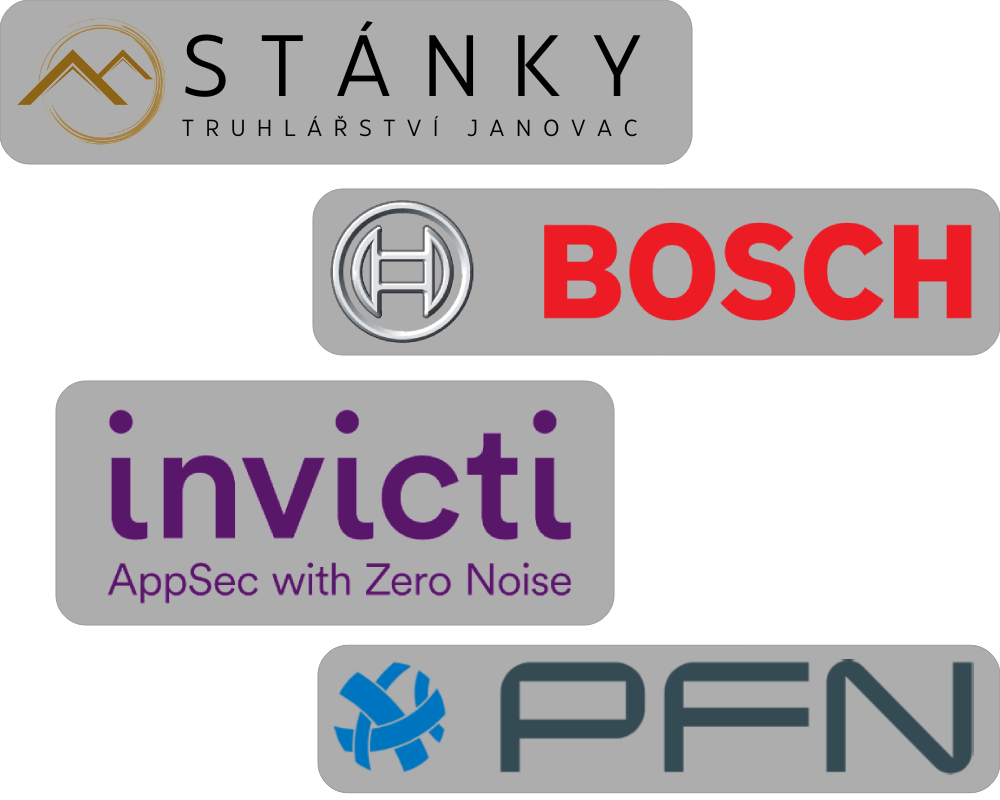 STÁNKY
TRUHLÁŘSTVÍ JANOVAC
BOSCH
invicti
AppSec with Zero Noise
PFN